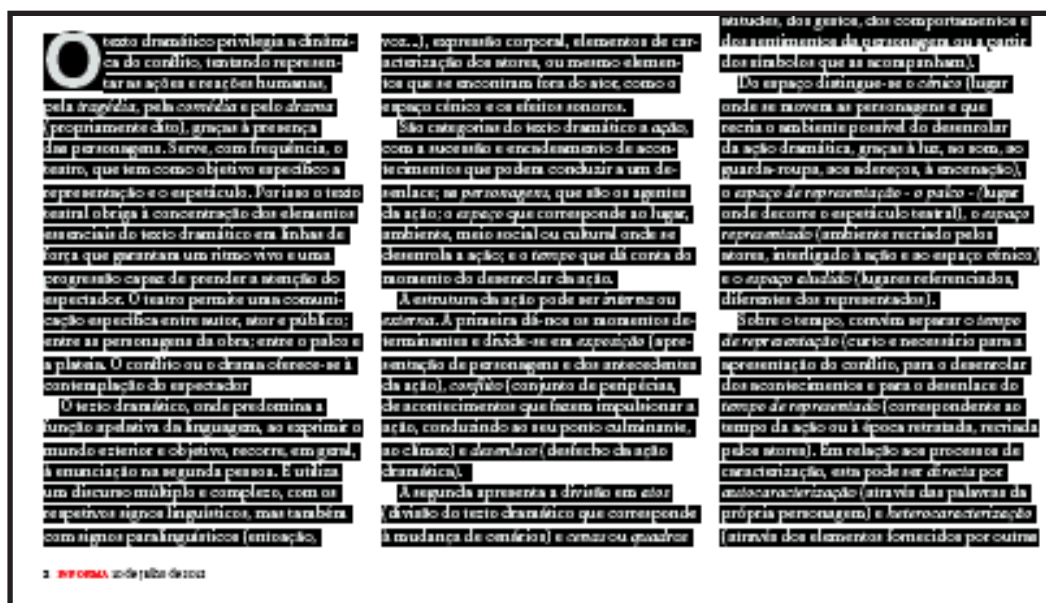 O texto dramático privilegia a dinâmi-
ca do conflito, tentando represen-
tar as ações e reações humanas,
pela tragédia, pela comédia e pelo drama
(propriamente dito), graças à presença
das personagens. Serve, com frequência, o
teatro, que tem como objetivo específico a
representação e o espetáculo. Por isso o texto
teatral obriga à concentração dos elementos
essenciais do texto dramático em linhas de
força que garantam um ritmo vivo e uma
progressão capaz de prender a atenção do
espectador. O teatro permite uma comuni-
cação específica entre autor, ator e público;
entre as personagens da obra; entre o palco e
a plateia. O conflito ou o drama oferece-se à
contemplação do espectador
O texto dramático, onde predomina a
função apelativa da linguagem, ao exprimir o
mundo exterior e objetivo, recorre, em geral,
à enunciação na segunda pessoa. E utiliza
um discurso múltiplo e complexo, com os
respetivos signos linguísticos, mas também
com signos paralinguísticos (entoação,
voz...), expressão corporal, elementos de car-
acterização dos atores, ou mesmo elemen-
tos que se encontram fora do ator, como o
espaço cénico e os efeitos sonoros.
São categorias do texto dramático a ação,
com a sucessão e encadeamento de acon-
tecimentos que podem conduzir a um de-
senlace; as personagens, que são os agentes
da ação; o espaço que corresponde ao lugar,
ambiente, meio social ou cultural onde se
desenrola a ação; e o tempo que dá conta do
momento do desenrolar da ação.
A estrutura da ação pode ser interna ou
externa. A primeira dá-nos os momentos de-
terminantes e divide-se em exposição (apre-
sentação de personagens e dos antecedentes
da ação), conflito (conjunto de peripécias,
de acontecimentos que fazem impulsionar a
ação, conduzindo ao seu ponto culminante,
ao clímax) e desenlace (desfecho da ação
dramática).
A segunda apresenta a divisão em atos
(divisão do texto dramático que corresponde
à mudança de cenários) e cenas ou quadros
atitudes, dos gestos, dos comportamentos e
dos sentimentos da personagem ou a partir
dos símbolos que as acompanham).
Do espaço distingue-se o cénico (lugar
onde se movem as personagens e que
recria o ambiente possível do desenrolar
da ação dramática, graças à luz, ao som, ao
guarda-roupa, aos adereços, à encenação),
o espaço de representação - o palco - (lugar
onde decorre o espetáculo teatral), o espaço
representado (ambiente recriado pelos
atores, interligado à ação e ao espaço cénico)
e o espaço aludido (lugares referenciados,
diferentes dos representados).
Sobre o tempo, convém separar o tempo
de representação (curto e necessário para a
apresentação do conflito, para o desenrolar
dos acontecimentos e para o desenlace do
tempo de representado (correspondente ao
tempo da ação ou à época retratada, recriada
pelos atores). Em relação aos processos de
caracterização, esta pode ser direta por
autocaracterização (através das palavras da
própria personagem) e heterocaracterização
(através dos elementos fornecidos por outra
2 INFORMA 10 de julho de 2012